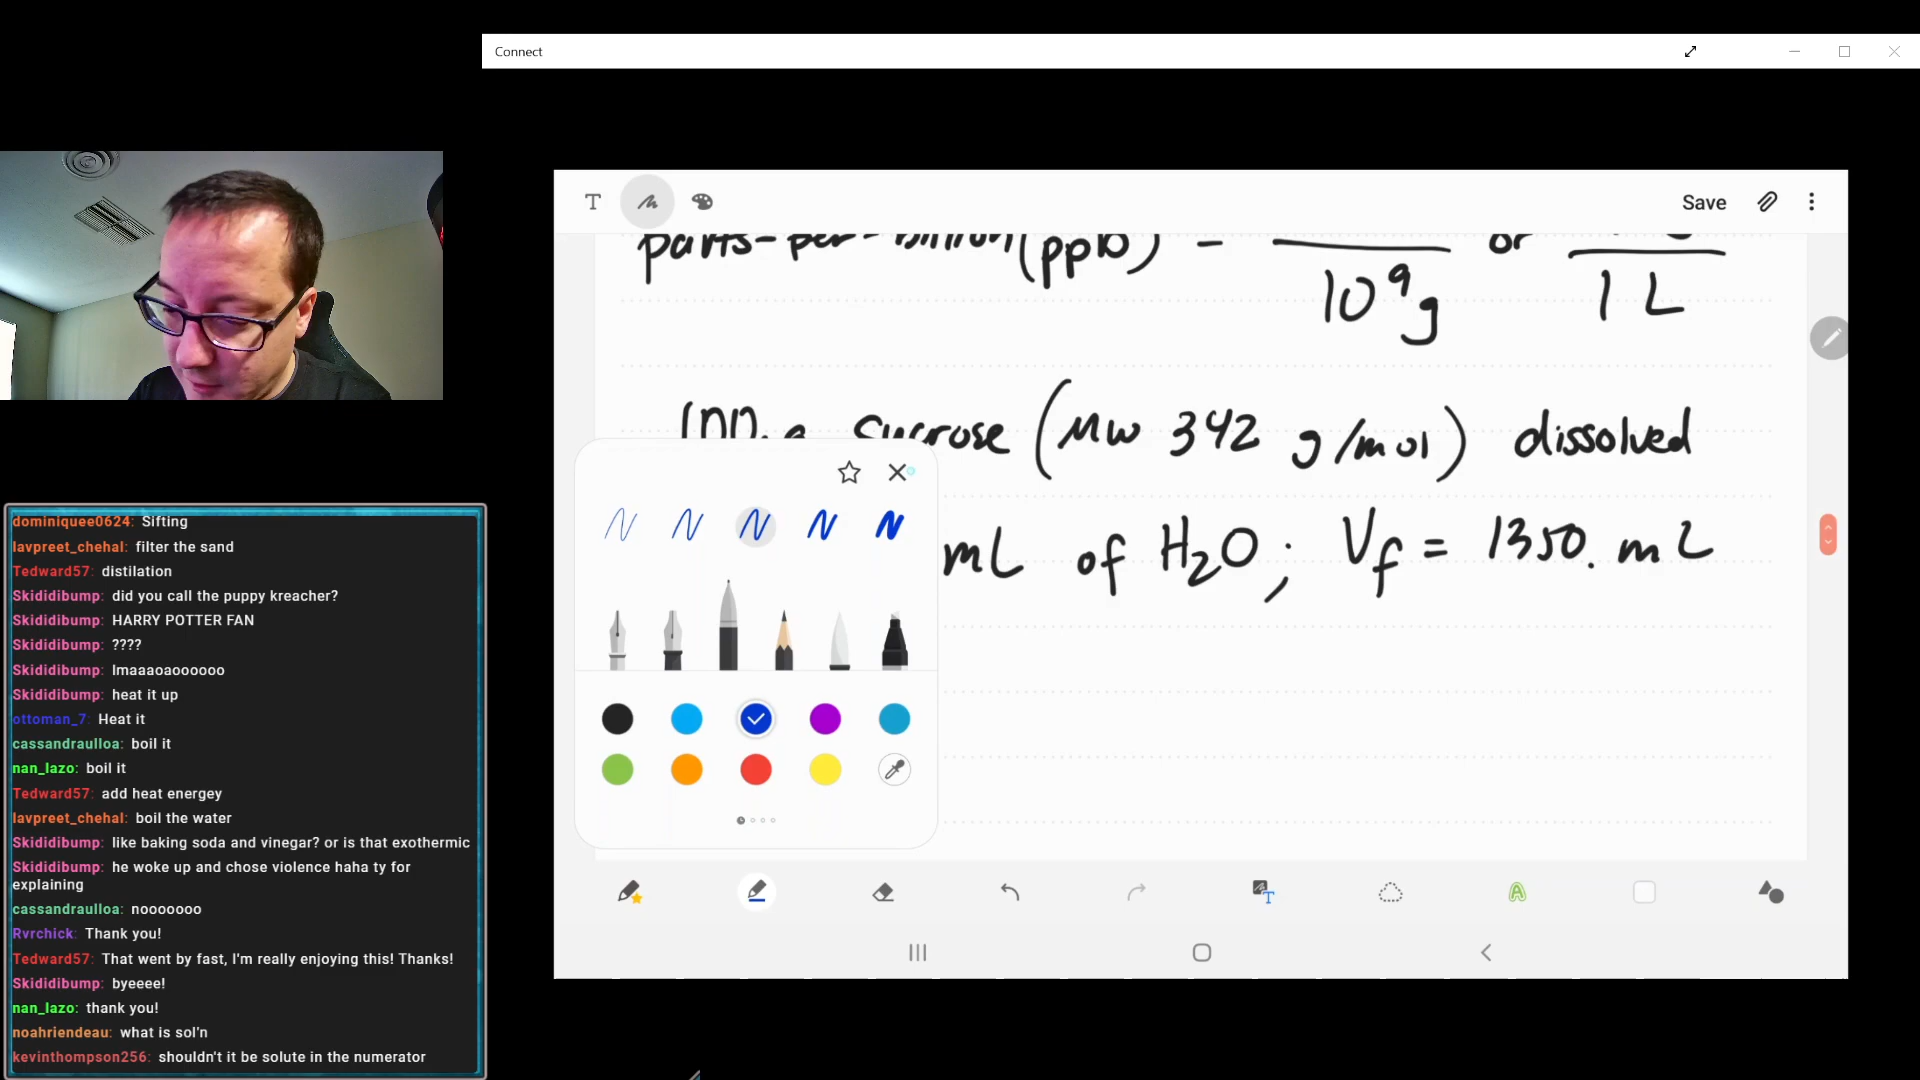 Connect
T
Save
parts-per-billion (ppb) = or
10⁹ g 1 L
100. g Sucrose (MW 342 g/mol) dissolved
mL of H₂O; Vf = 1350. mL
dominiquee0624: Sifting
lavpreet_chehal: filter the sand
Tedward57: distilation
Skididibump: did you call the puppy kreacher?
Skididibump: HARRY POTTER FAN
Skididibump: ????
Skididibump: lmaaaoaoooooo
Skididibump: heat it up
ottoman_7: Heat it
cassandraulloa: boil it
nan_lazo: boil it
Tedward57: add heat energey
lavpreet_chehal: boil the water
Skididibump: like baking soda and vinegar? or is that exothermic
Skididibump: he woke up and chose violence haha ty for
explaining
cassandraulloa: nooooooo
Rvrchick: Thank you!
Tedward57: That went by fast, I'm really enjoying this! Thanks!
Skididibump: byeeee!
nan_lazo: thank you!
noahriendeau: what is sol'n
kevinthompson256: shouldn't it be solute in the numerator